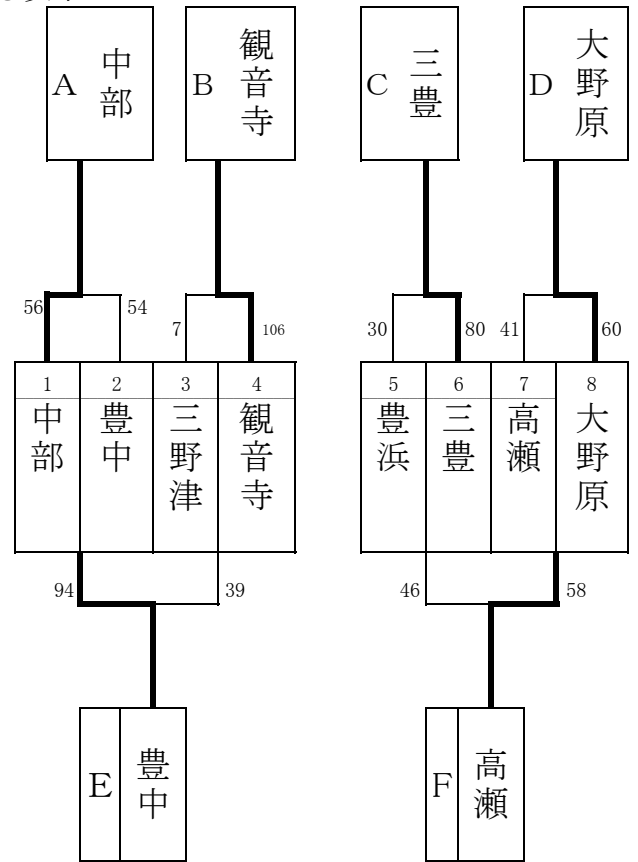 A 中部
B 観音寺
C 三豊
D 大野原
56 54 7 106 30 80 41 60
1 2 3 4 5 6 7 8
中部 豊中 三野津 観音寺 豊浜 三豊 高瀬 大野原
94 39 46 58
E 豊中
F 高瀬